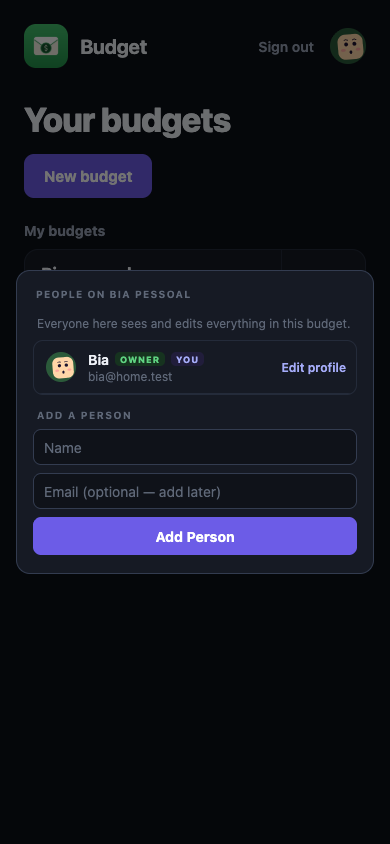 Budget
Sign out
Your budgets
New budget
My budgets
PEOPLE ON BIA PESSOAL
Everyone here sees and edits everything in this budget.
Bia OWNER YOU
bia@home.test
Edit profile
ADD A PERSON
Name
Email (optional — add later)
Add Person